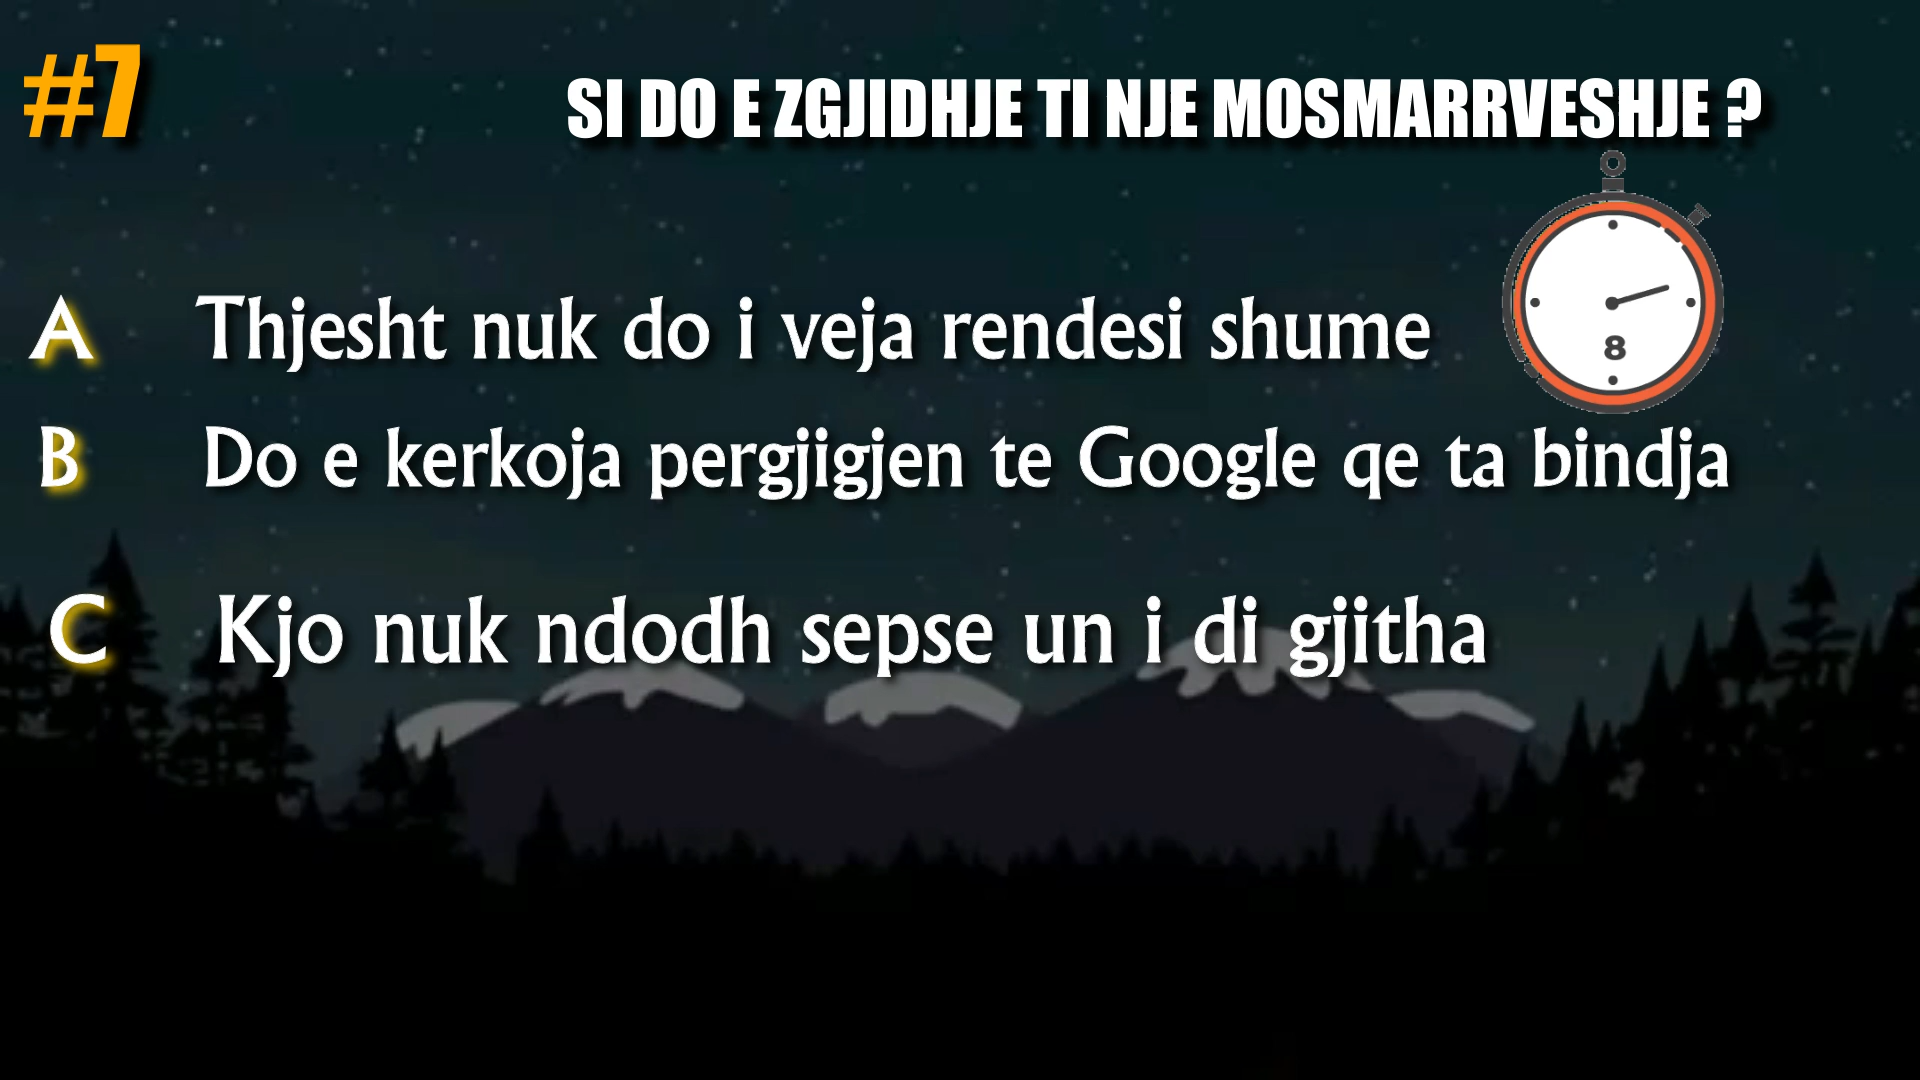 #7
SI DO E ZGJIDHJE TI NJE MOSMARRVESHJE ?
A Thjesht nuk do i veja rendesi shume
8
B Do e kerkoja pergjigjen te Google qe ta bindja
C Kjo nuk ndodh sepse un i di gjitha